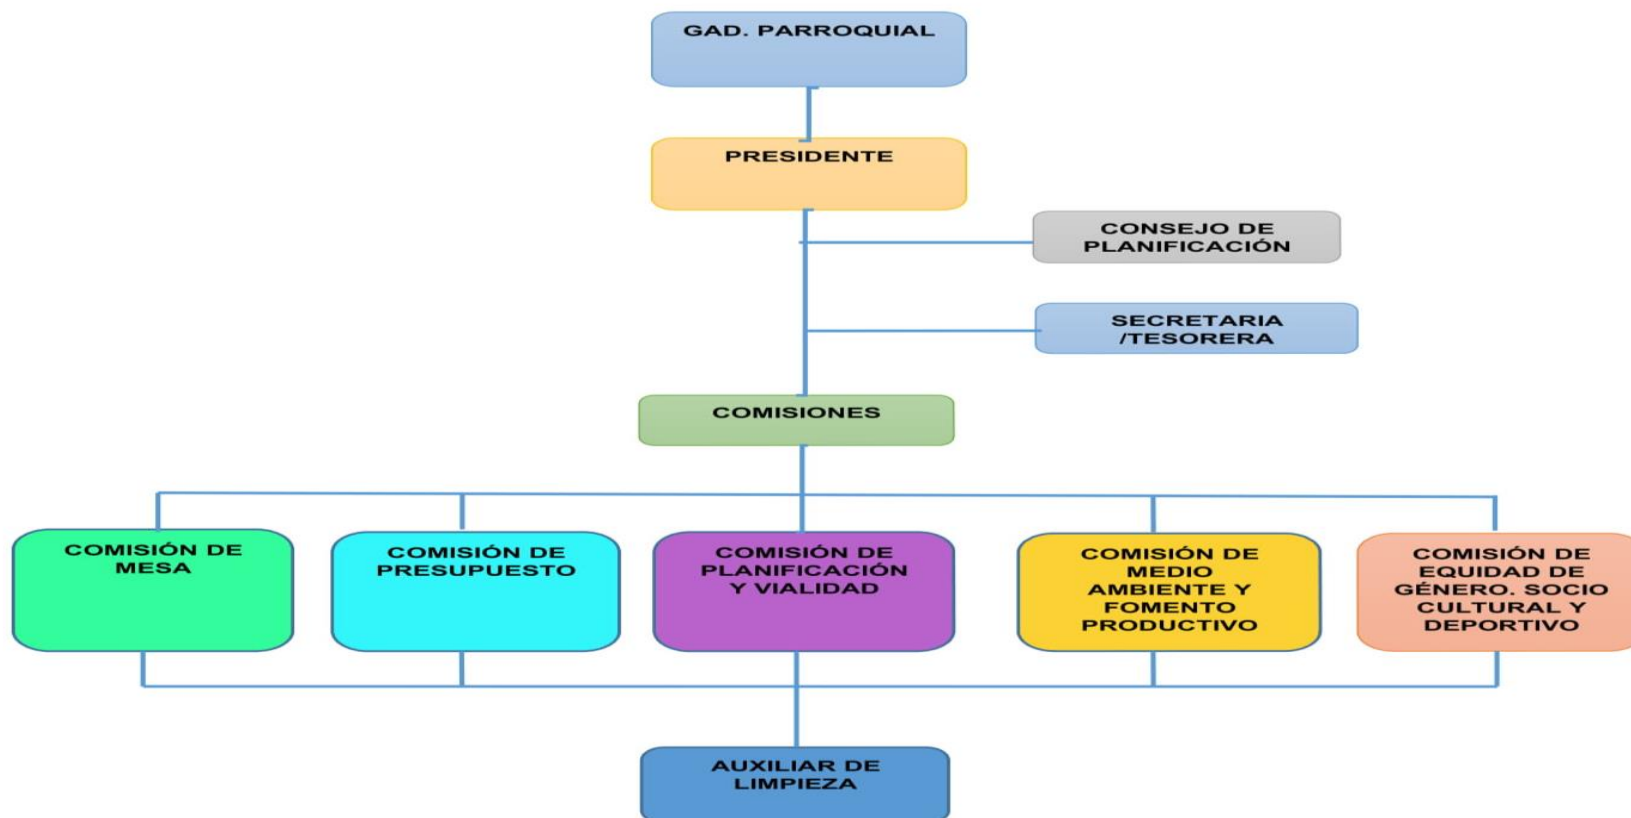 GAD. PARROQUIAL
PRESIDENTE
CONSEJO DE
PLANIFICACIÓN
SECRETARIA
/TESORERA
COMISIONES
COMISIÓN DE
MESA
COMISIÓN DE
PRESUPUESTO
COMISIÓN DE
PLANIFICACIÓN
Y VIALIDAD
COMISIÓN DE
MEDIO
AMBIENTE Y
FOMENTO
PRODUCTIVO
COMISIÓN DE
EQUIDAD DE
GÉNERO. SOCIO
CULTURAL Y
DEPORTIVO
AUXILIAR DE
LIMPIEZA